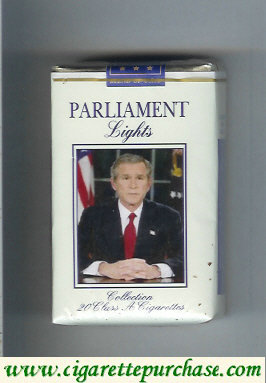 PARLIAMENT
Lights
Collection
20 Class A Cigarettes
www.cigarettepurchase.com